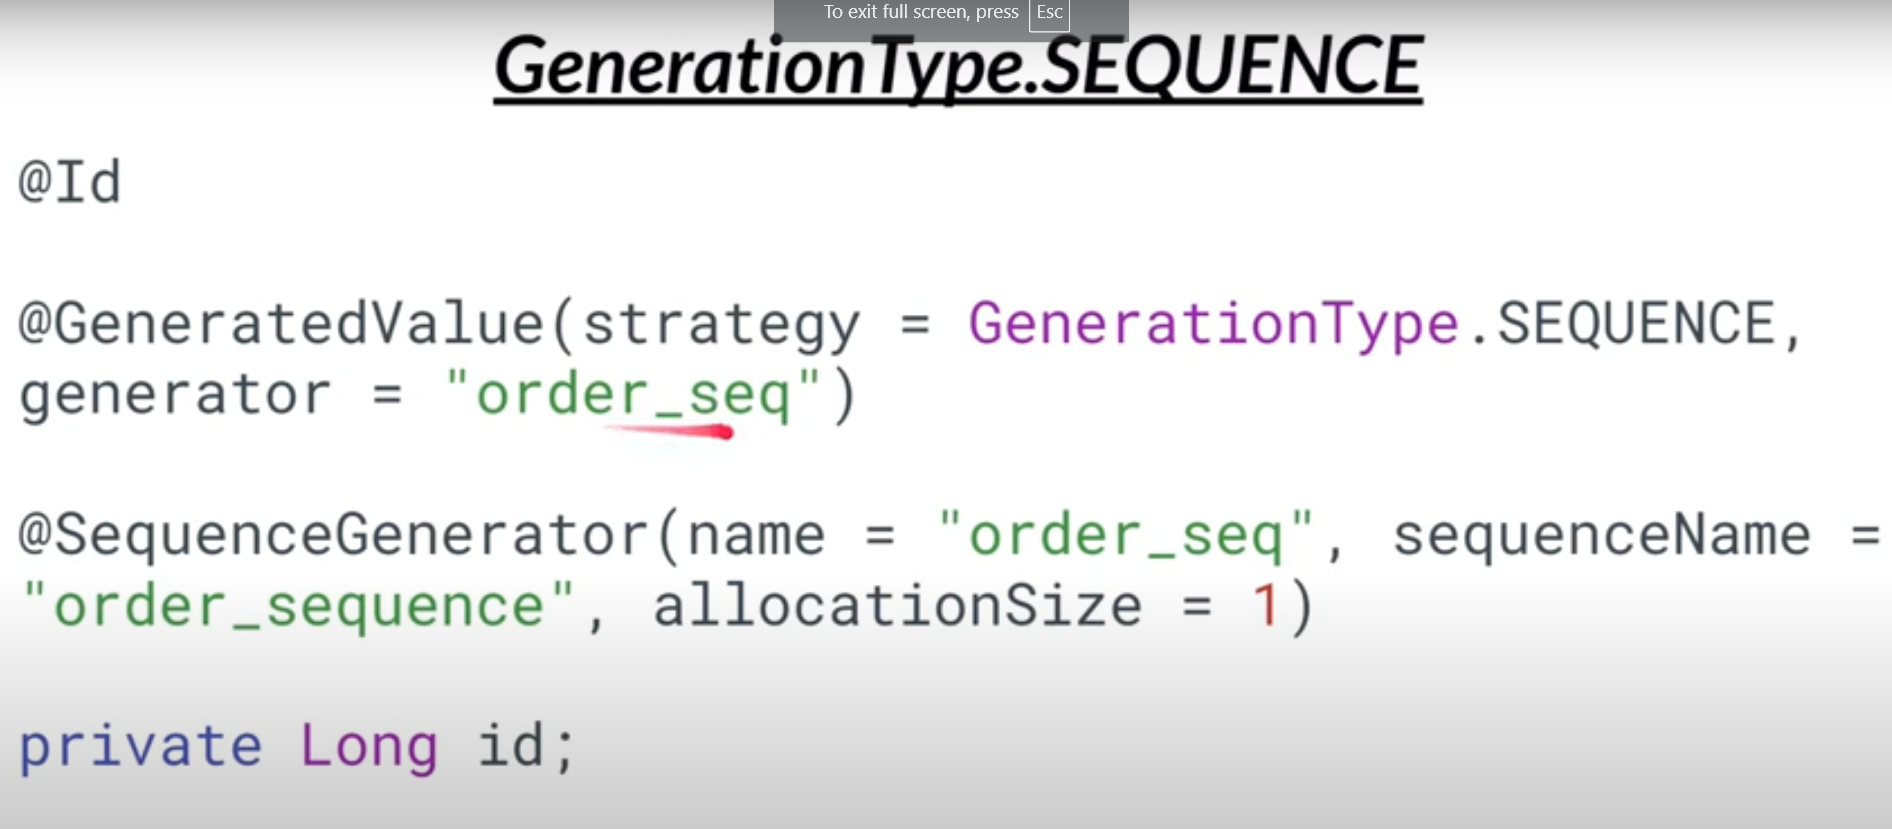 To exit full screen, press Esc
GenerationType.SEQUENCE
@Id
@GeneratedValue(strategy = GenerationType.SEQUENCE,
generator = "order_seq")
@SequenceGenerator(name = "order_seq", sequenceName =
"order_sequence", allocationSize = 1)
private Long id;